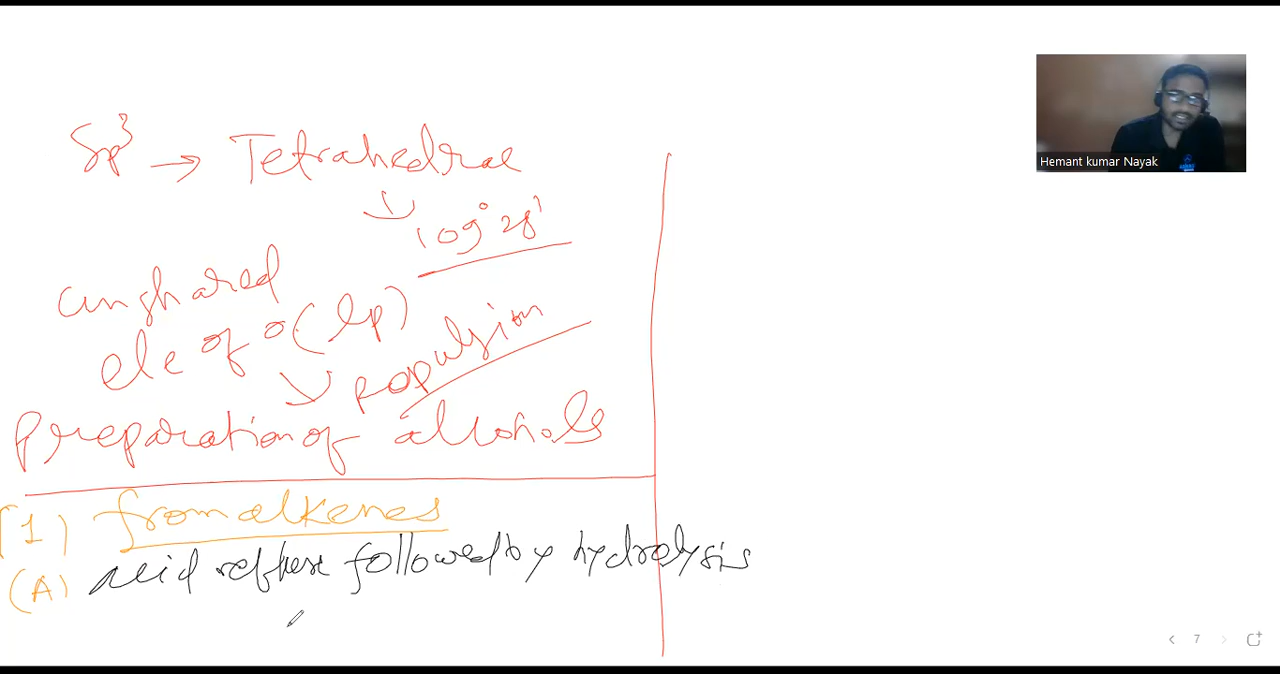 Sp³ → Tetrahedral
109° 28'
unshared
ele of o (lp)
repulsion
preparation of alcohols
(1) from alkenes
(A) acid followed by hydrolysis
Hemant kumar Nayak
7